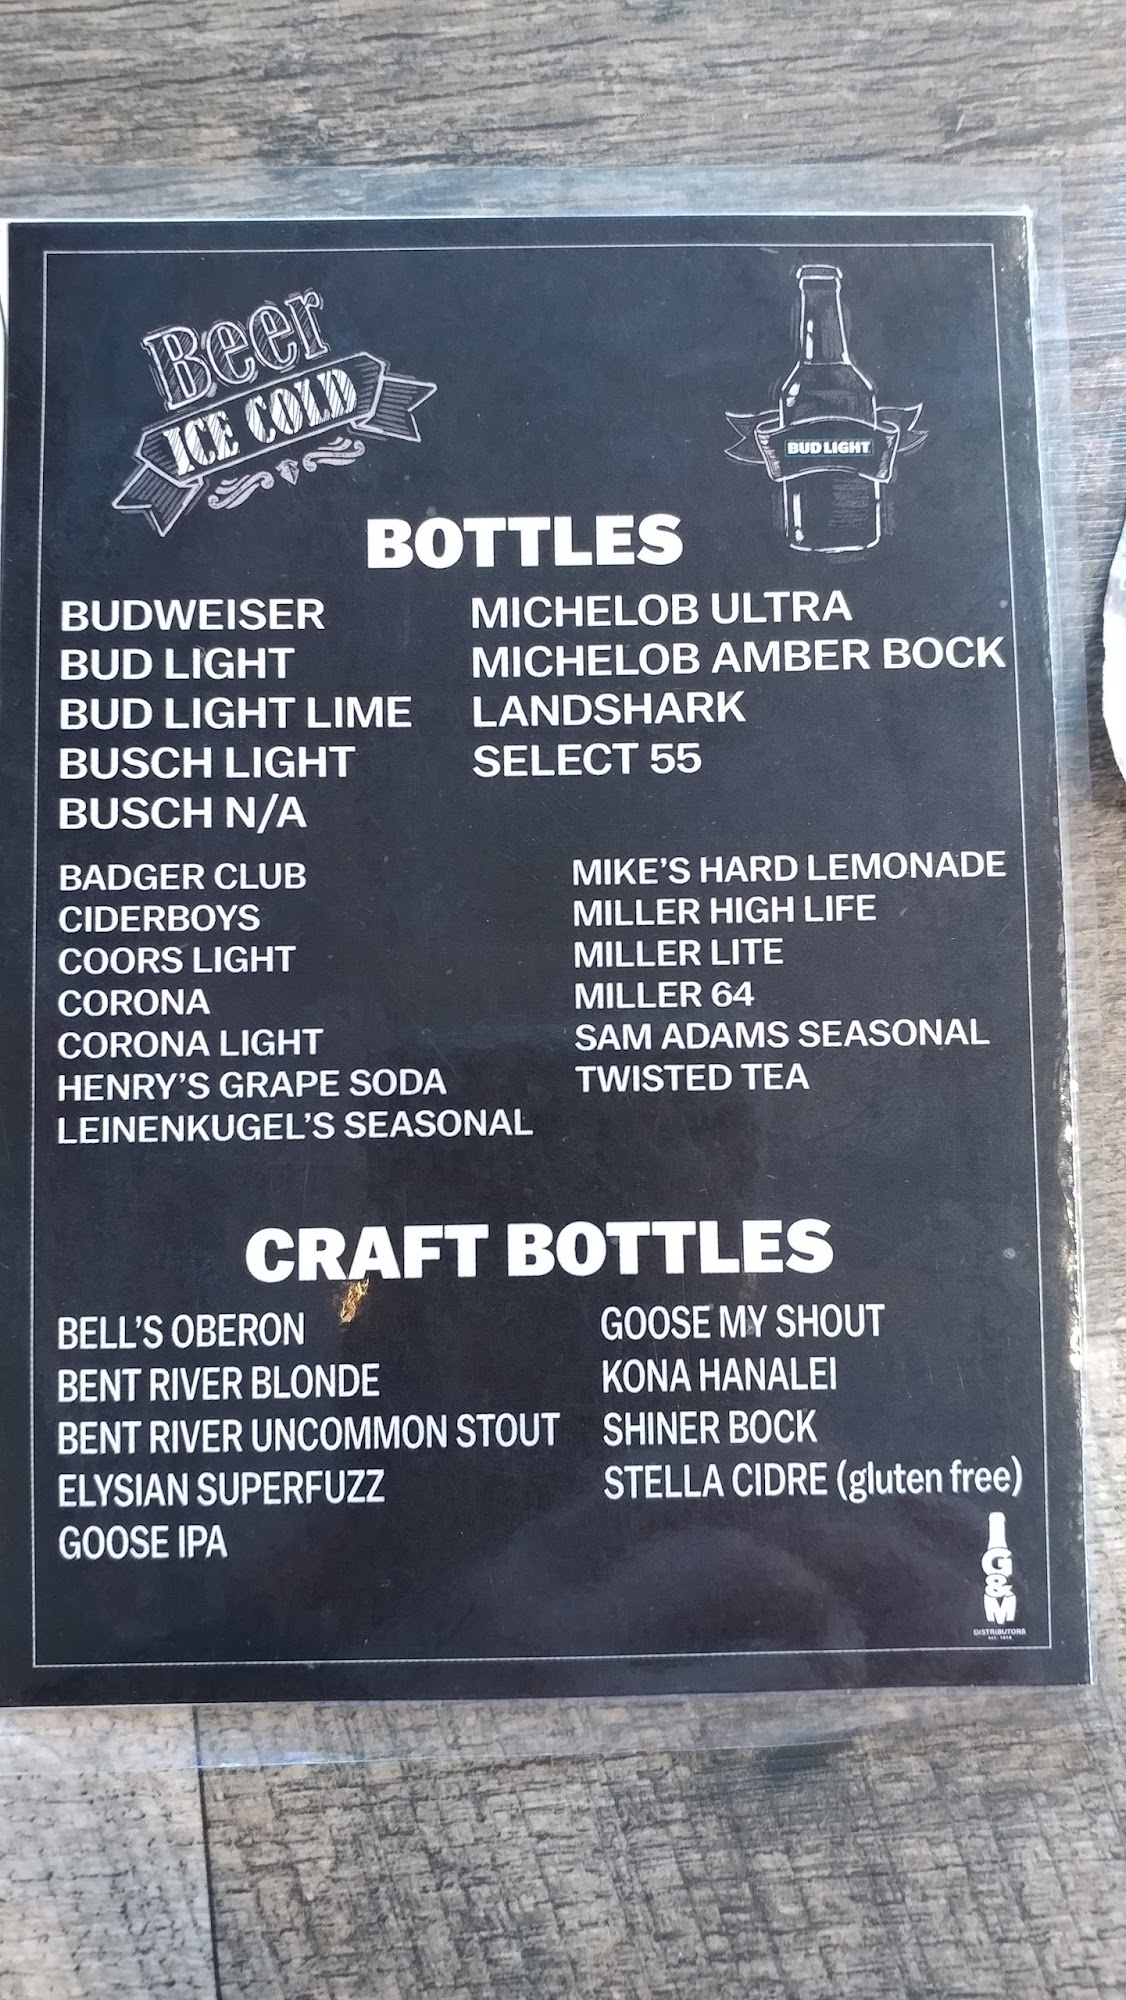 Beer
ICE COLD
BUD LIGHT
BOTTLES
BUDWEISER
BUD LIGHT
BUD LIGHT LIME
BUSCH LIGHT
BUSCH N/A
MICHELOB ULTRA
MICHELOB AMBER BOCK
LANDSHARK
SELECT 55
BADGER CLUB
CIDERBOYS
COORS LIGHT
CORONA
CORONA LIGHT
HENRY'S GRAPE SODA
LEINENKUGEL'S SEASONAL
MIKE'S HARD LEMONADE
MILLER HIGH LIFE
MILLER LITE
MILLER 64
SAM ADAMS SEASONAL
TWISTED TEA
CRAFT BOTTLES
BELL'S OBERON
BENT RIVER BLONDE
BENT RIVER UNCOMMON STOUT
ELYSIAN SUPERFUZZ
GOOSE IPA
GOOSE MY SHOUT
KONA HANALEI
SHINER BOCK
STELLA CIDRE (gluten free)
G&M
DISTRIBUTORS